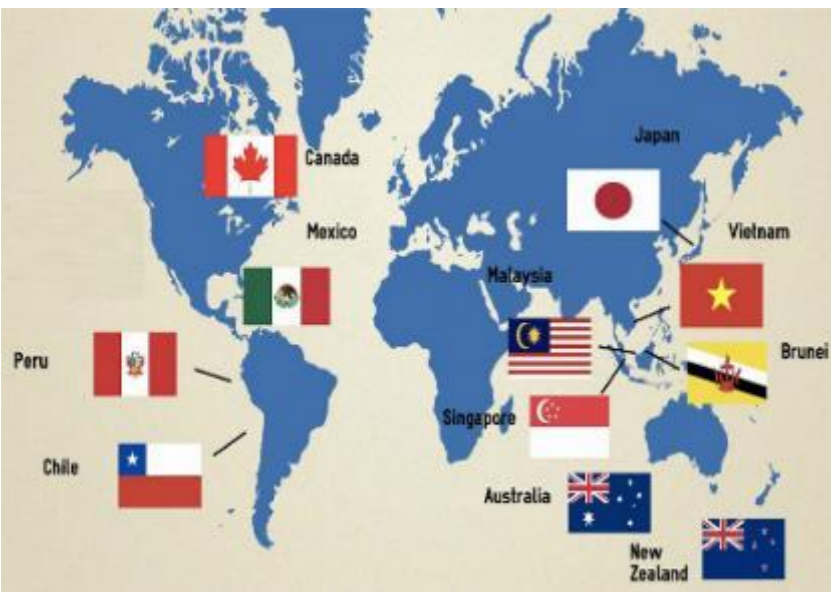 Japan
Canada
Mexico
Vietnam
Malaysia
Peru
Brunei
Singapore
Chile
Australia
New
Zealand